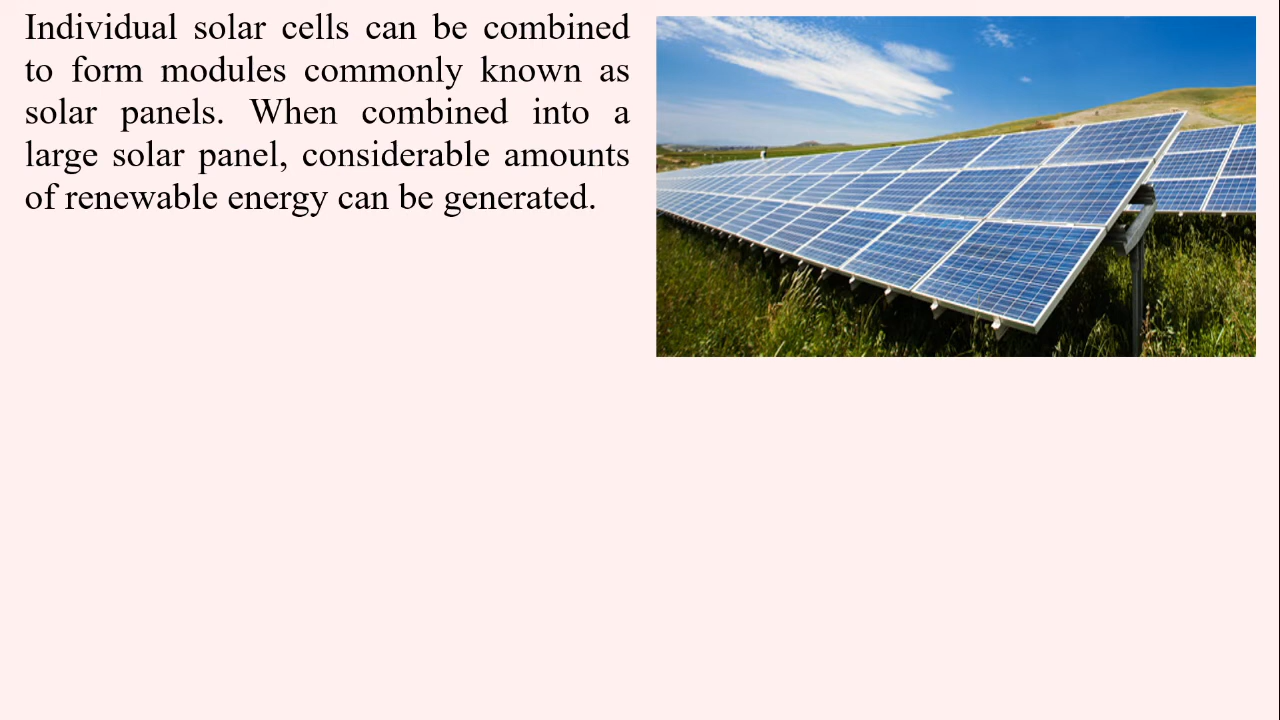 Individual solar cells can be combined
to form modules commonly known as
solar panels. When combined into a
large solar panel, considerable amounts
of renewable energy can be generated.